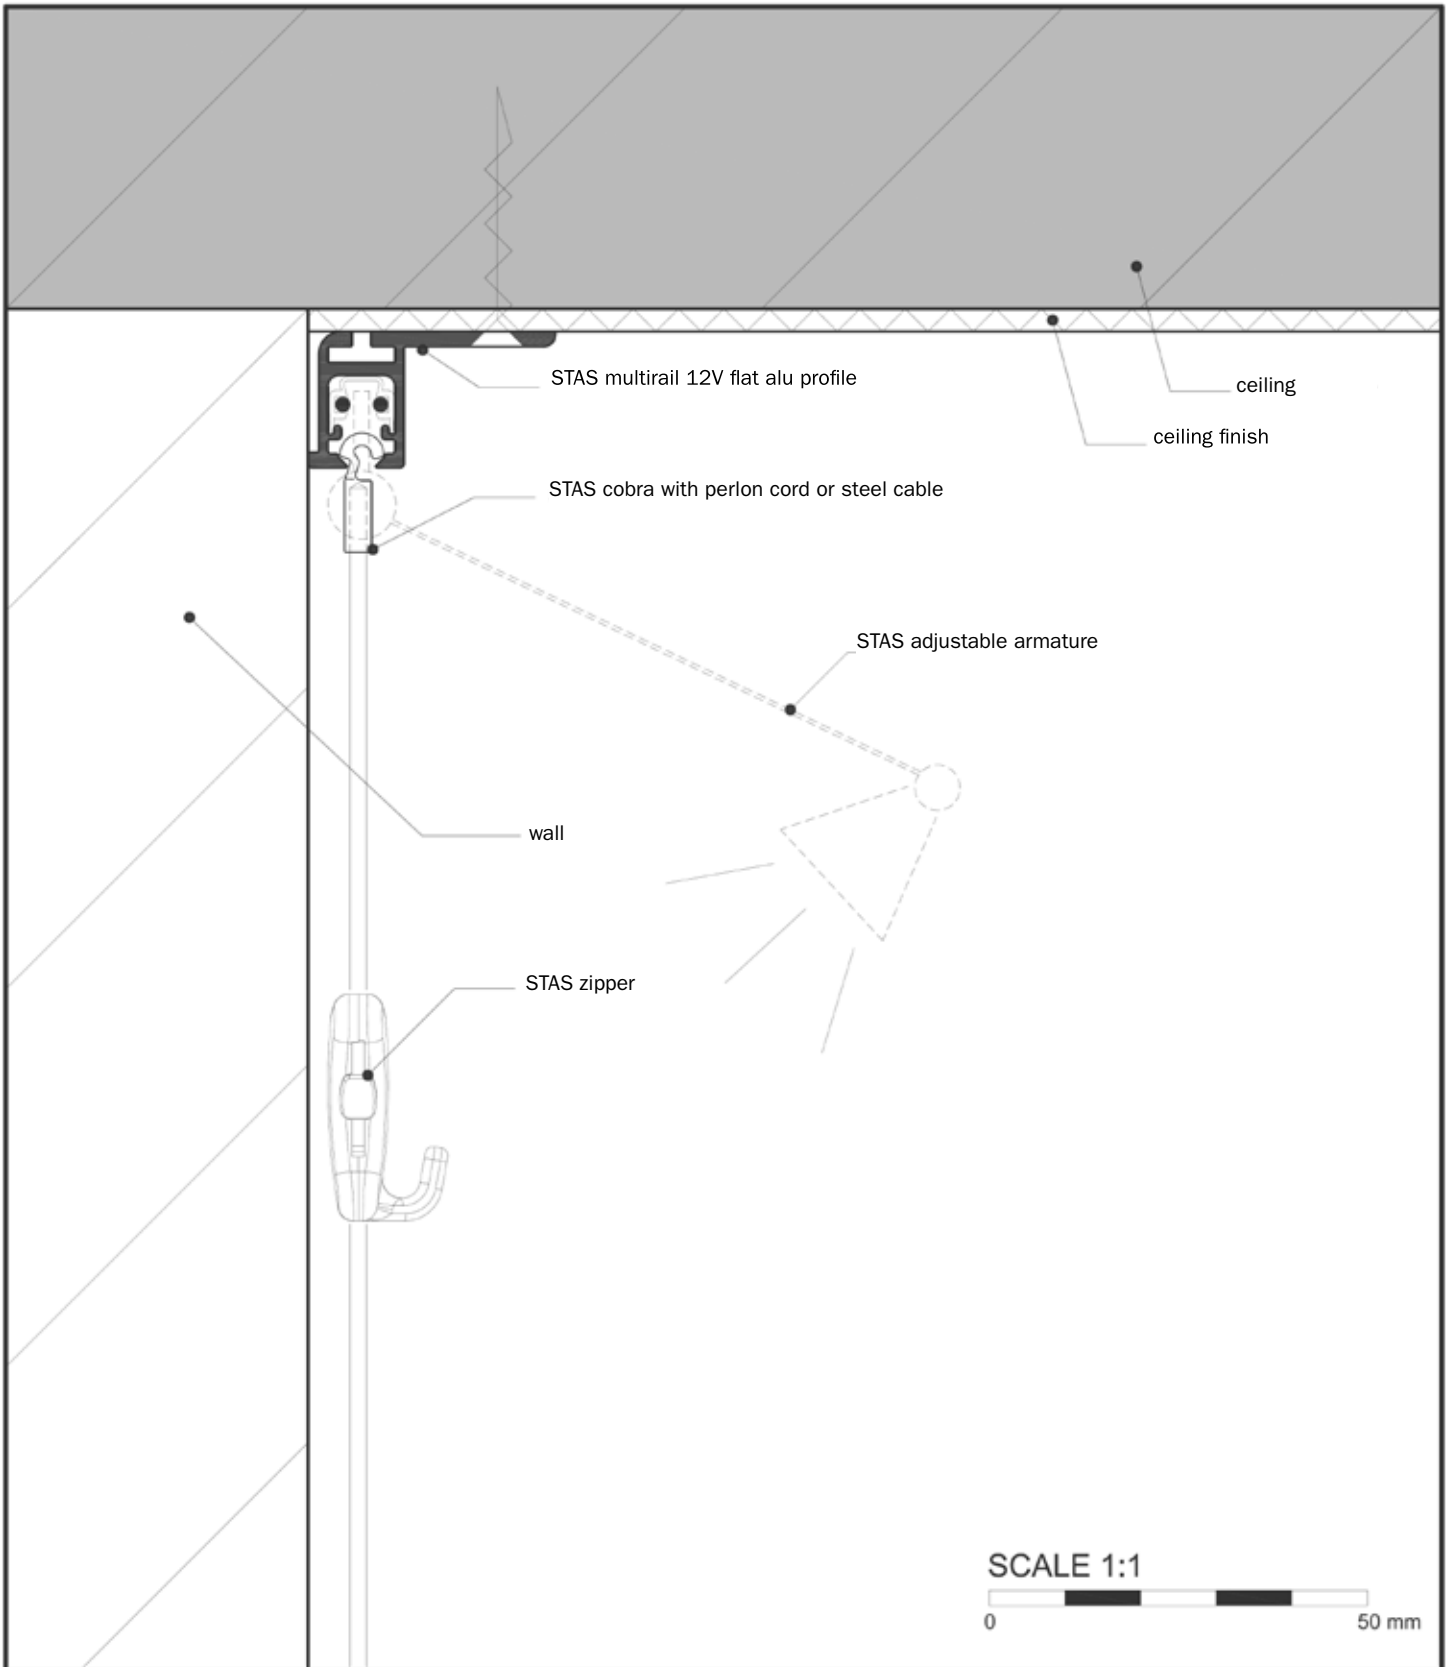 STAS multirail 12V flat alu profile
ceiling
ceiling finish
STAS cobra with perlon cord or steel cable
STAS adjustable armature
wall
STAS zipper
SCALE 1:1
0 50 mm